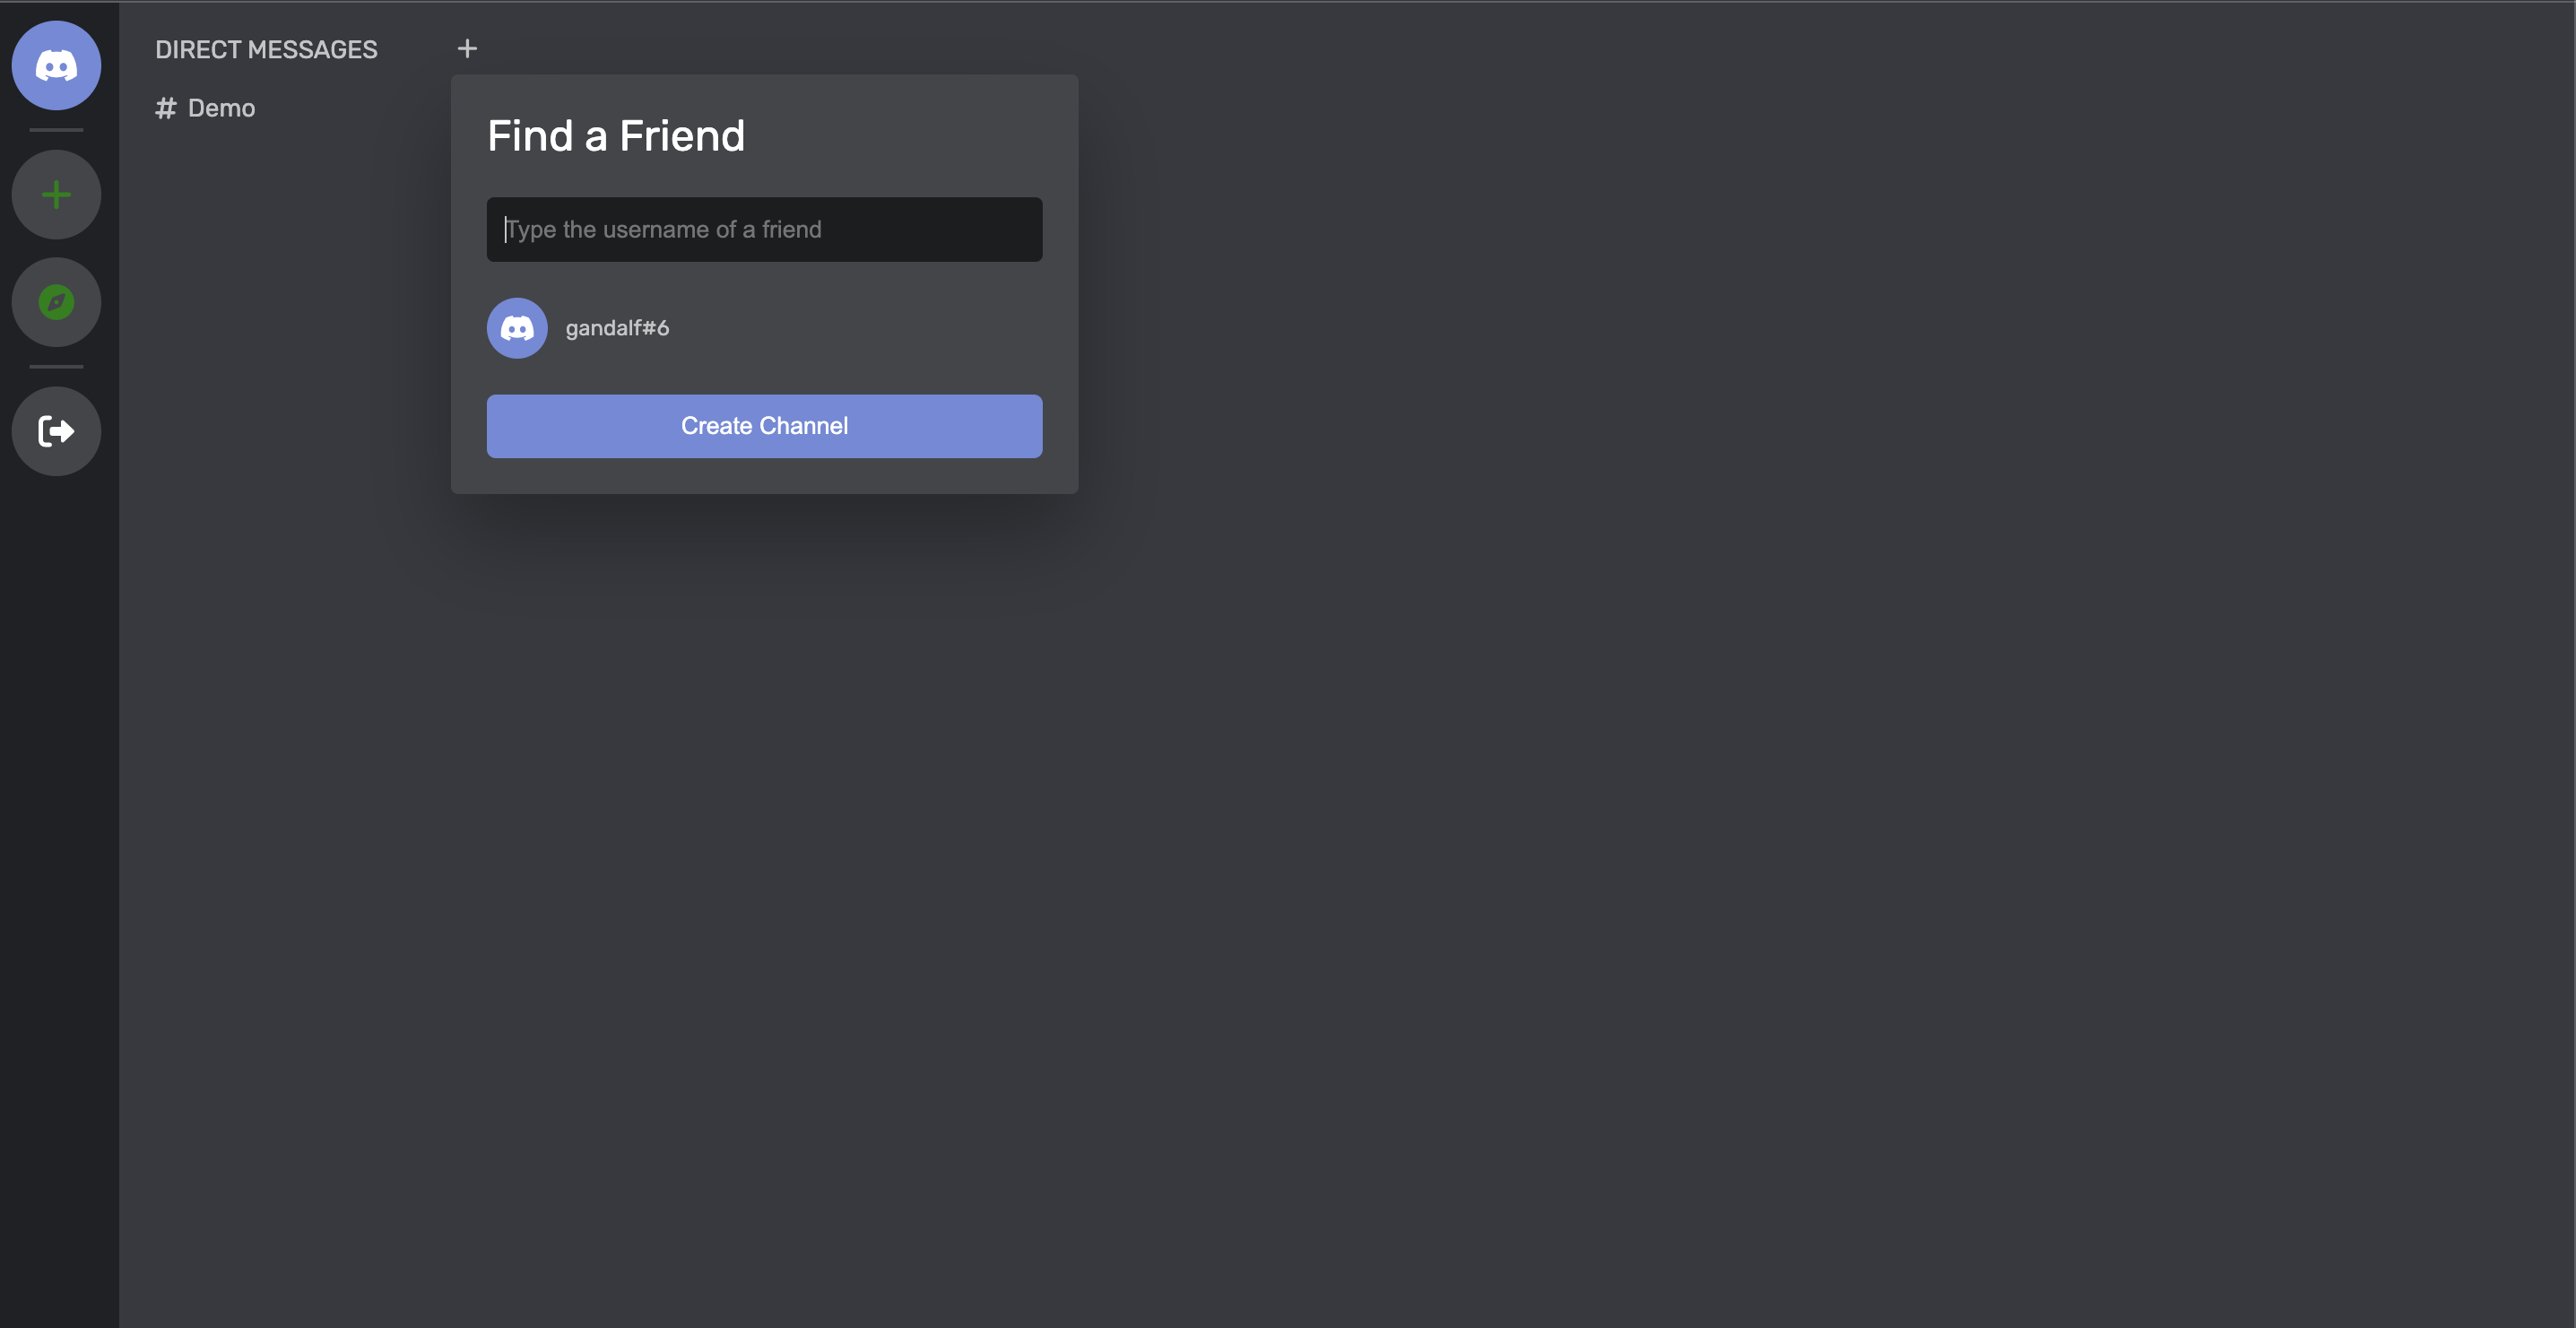 DIRECT MESSAGES +
# Demo
Find a Friend
Type the username of a friend
gandalf#6
Create Channel